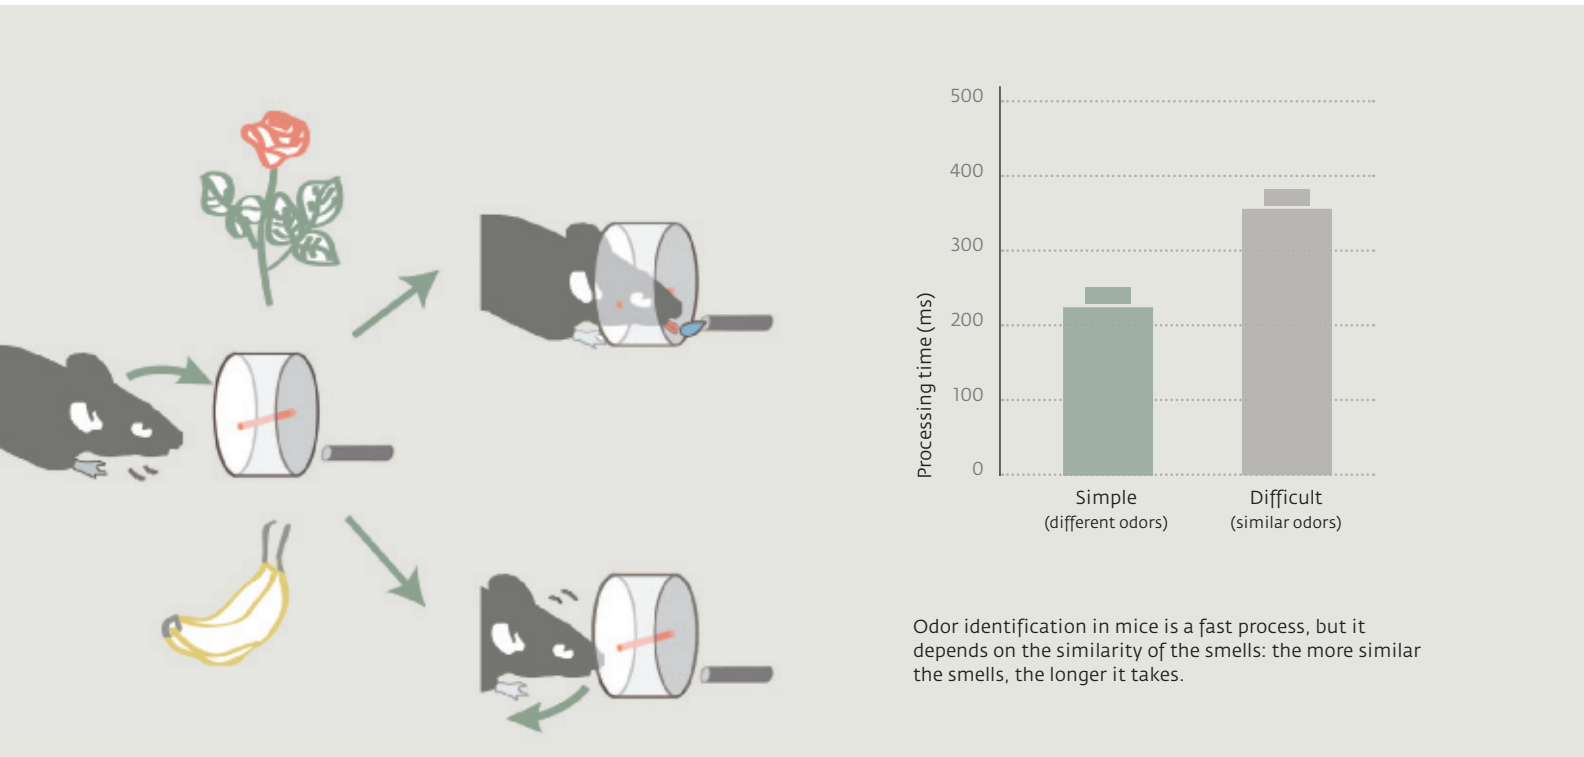 500
400
300
200
100
0
Processing time (ms)
Simple
(different odors)
Difficult
(similar odors)
Odor identification in mice is a fast process, but it
depends on the similarity of the smells: the more similar
the smells, the longer it takes.